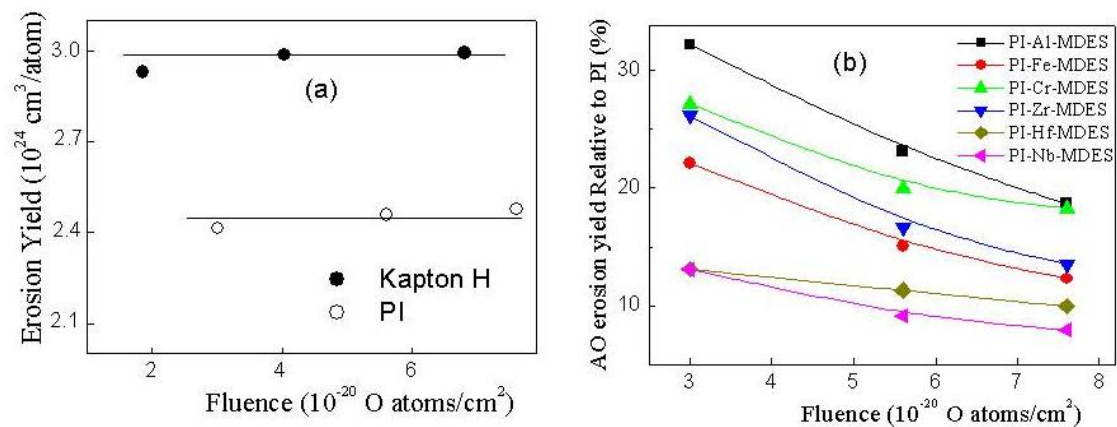 3.0
2.7
2.4
2.1
Erosion Yield (10^24 cm^3/atom)
(a)
Kapton H
PI
2 4 6
Fluence (10^-20 O atoms/cm^2)
30
20
10
AO erosion yield Relative to PI (%)
(b)
PI-Al-MDES
PI-Fe-MDES
PI-Cr-MDES
PI-Zr-MDES
PI-Hf-MDES
PI-Nb-MDES
3 4 5 6 7 8
Fluence (10^-20 O atoms/cm^2)